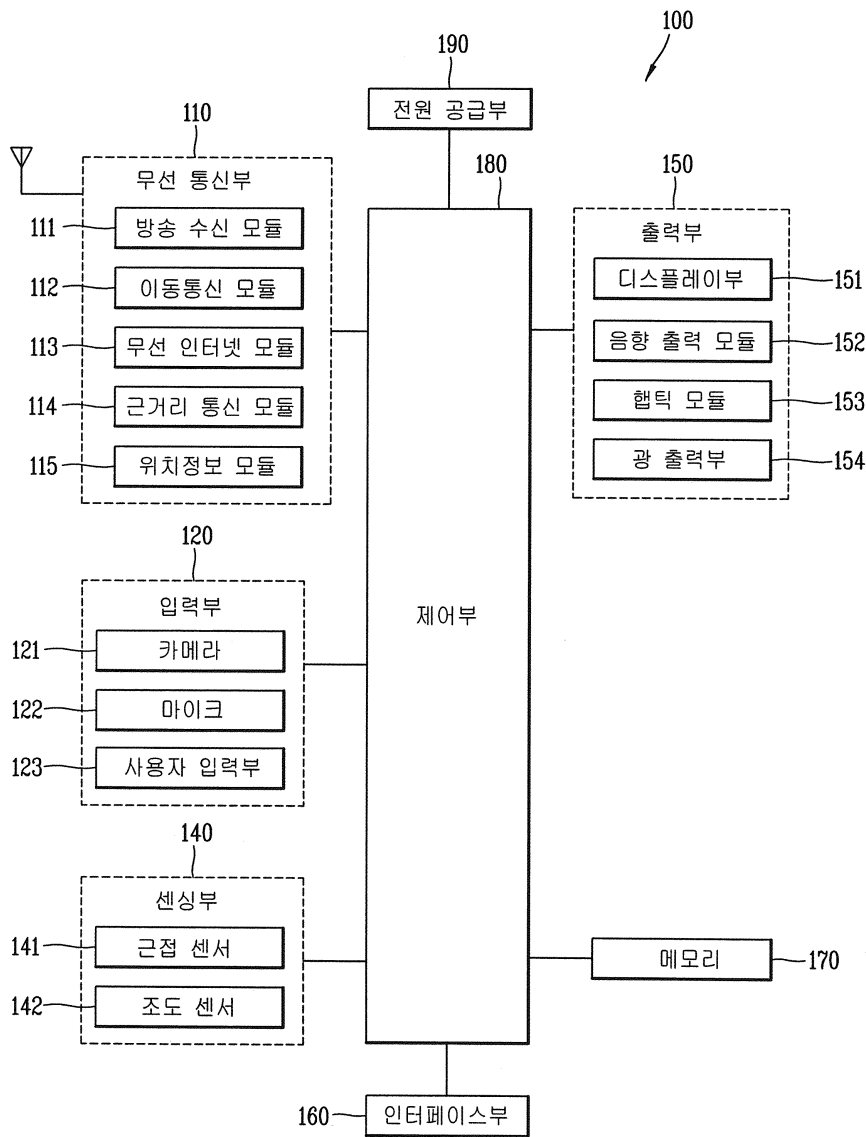 100
190
전원 공급부
110
무선 통신부
111 방송 수신 모듈
112 이동통신 모듈
113 무선 인터넷 모듈
114 근거리 통신 모듈
115 위치정보 모듈
180
제어부
150
출력부
디스플레이부 151
음향 출력 모듈 152
햅틱 모듈 153
광 출력부 154
120
입력부
121 카메라
122 마이크
123 사용자 입력부
140
센싱부
141 근접 센서
142 조도 센서
메모리 170
160 인터페이스부